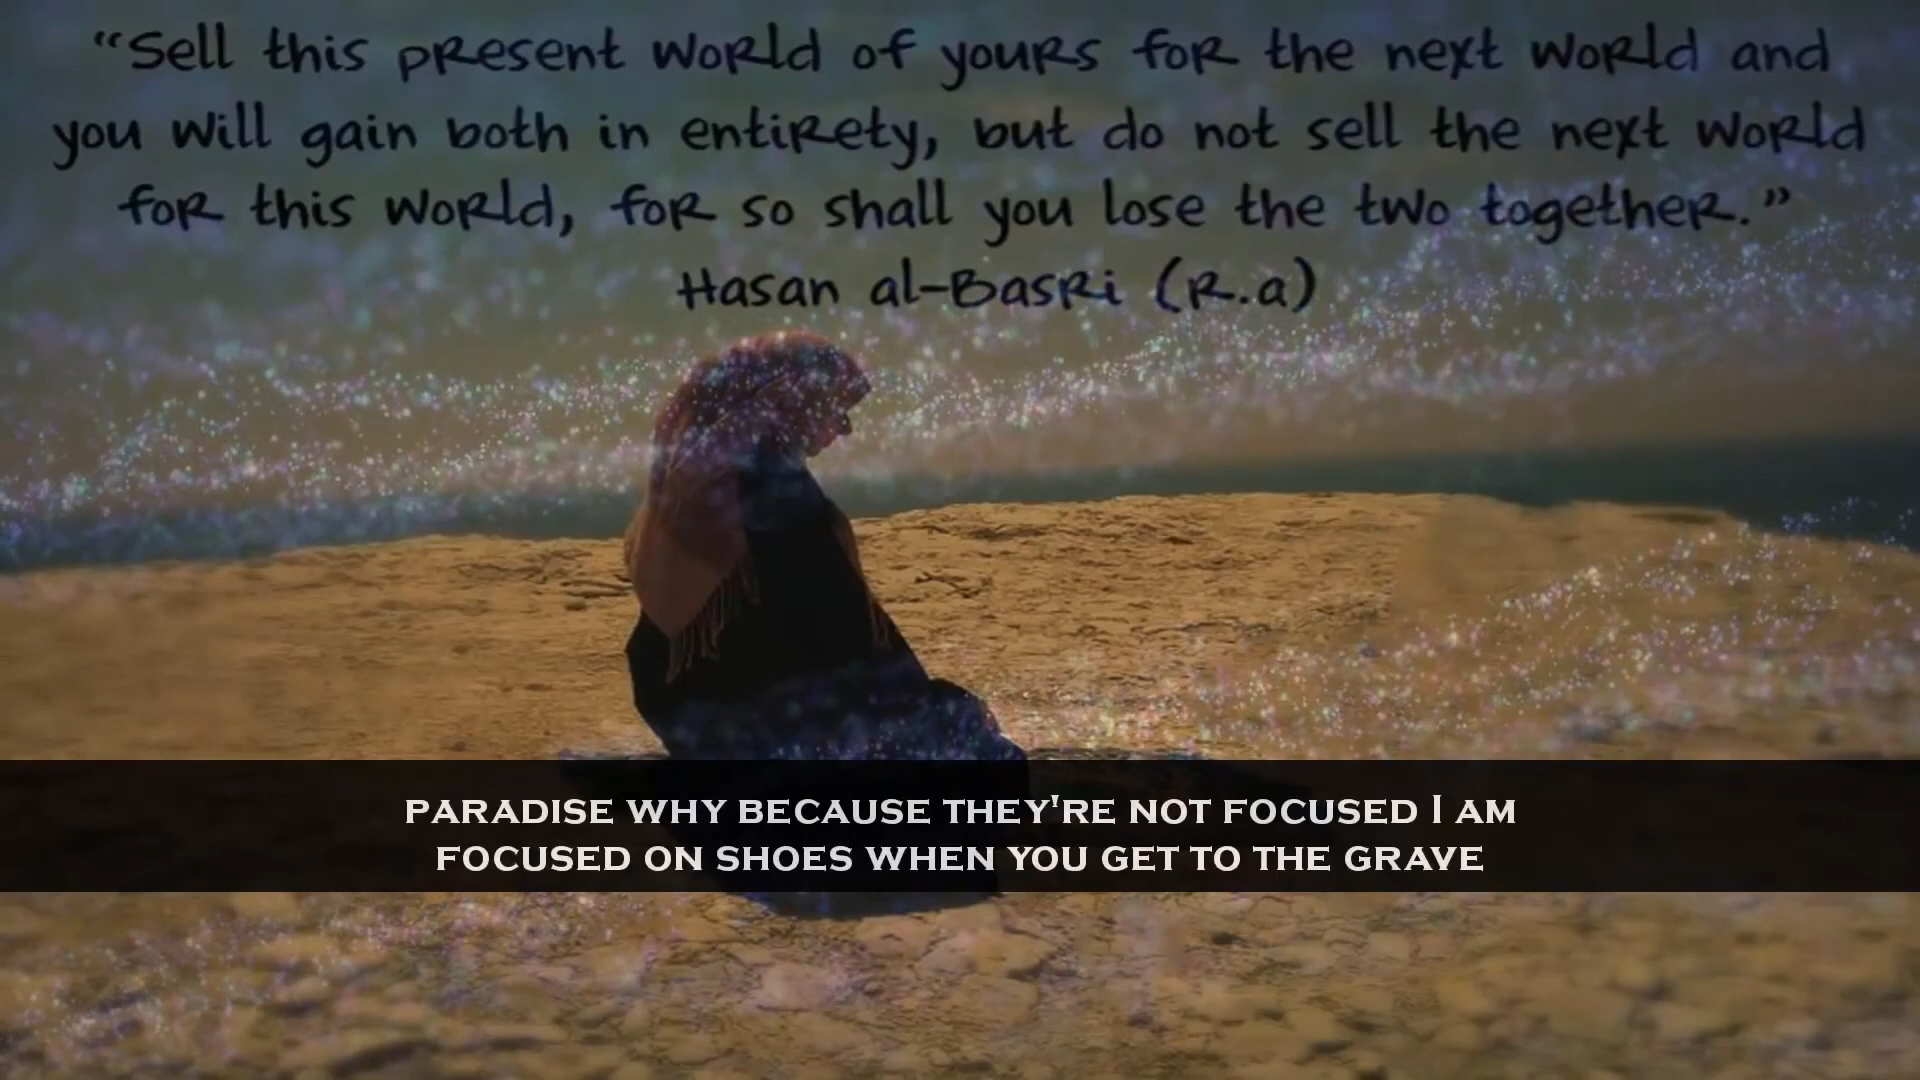 “Sell this present world of yours for the next world and
you will gain both in entirety, but do not sell the next world
for this world, for so shall you lose the two together.”
Hasan al-Basri (R.a)
PARADISE WHY BECAUSE THEY'RE NOT FOCUSED I AM
FOCUSED ON SHOES WHEN YOU GET TO THE GRAVE